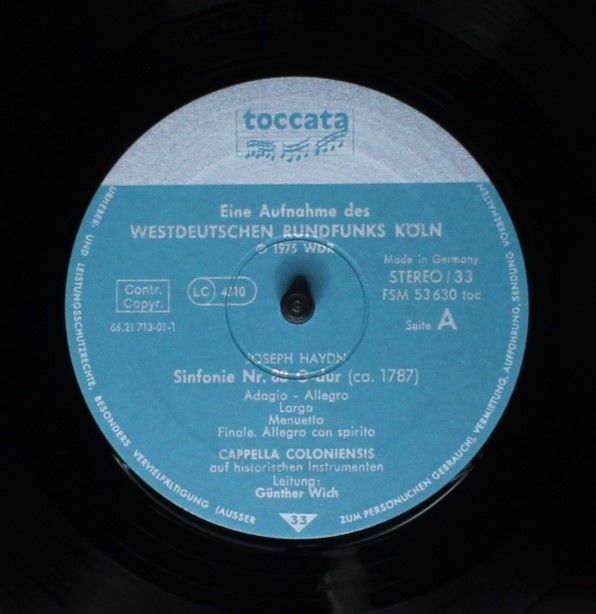 toccata
Eine Aufnahme des
WESTDEUTSCHEN RUNDFUNKS KÖLN
℗ 1975 WDR
Made in Germany
STEREO / 33
FSM 53 630 toc
Seite A
Contr.
Copyr.
LC 4310
66.21 713-01-1
JOSEPH HAYDN
Sinfonie Nr. 88 G-dur (ca. 1787)
Adagio - Allegro
Largo
Menuetto
Finale. Allegro con spirito
CAPPELLA COLONIENSIS
auf historischen Instrumenten
Leitung:
Günther Wich
33
URHEBER- UND LEISTUNGSSCHUTZRECHTE, BESONDERS VERVIELFÄLTIGUNG (AUSSER ZUM PERSÖNLICHEN GEBRAUCH), VERMIETUNG, AUFFÜHRUNG, SENDUNG VORBEHALTEN